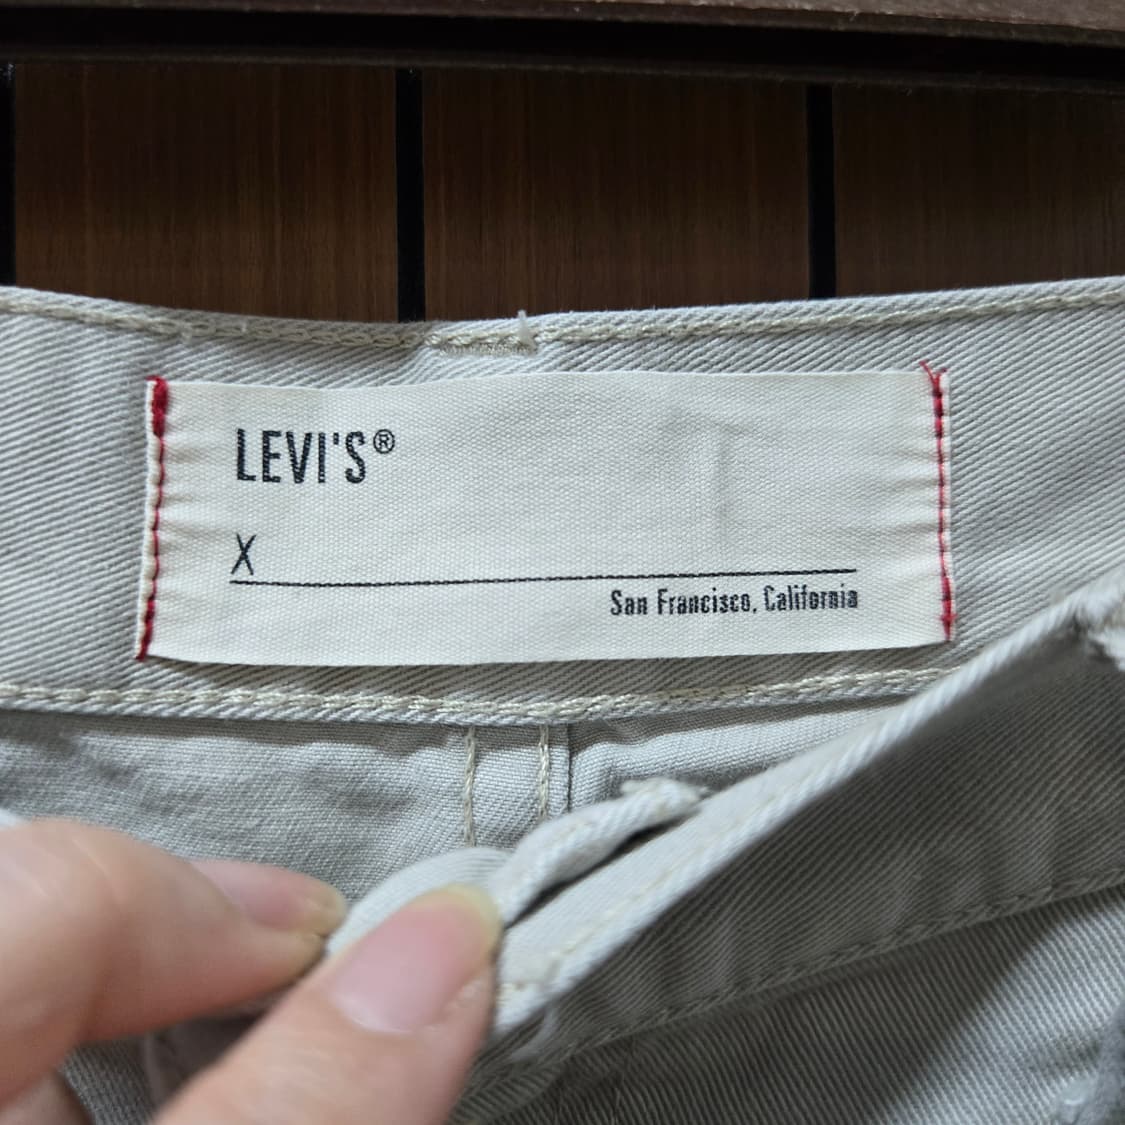 LEVI'S®
X
San Francisco, California